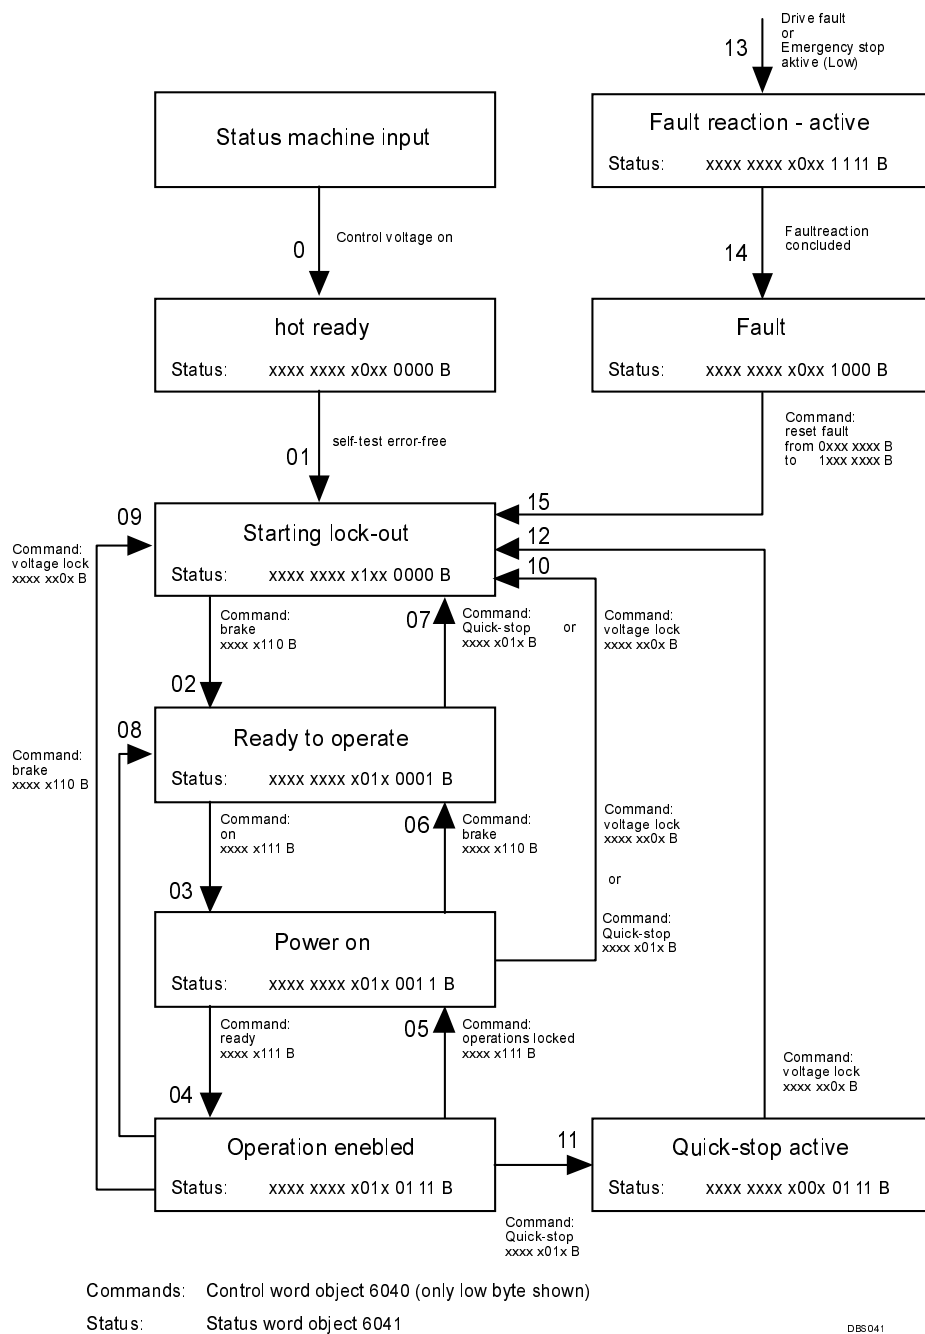 Drive fault
or
Emergency stop
aktive (Low)
13
Status machine input
Fault reaction - active
Status: xxxx xxxx x0xx 1111 B
0
Control voltage on
14
Faultreaction
concluded
hot ready
Status: xxxx xxxx x0xx 0000 B
Fault
Status: xxxx xxxx x0xx 1000 B
01
self-test error-free
Command:
reset fault
from 0xxx xxxx B
to 1xxx xxxx B
09
Command:
voltage lock
xxxx xx0x B
Starting lock-out
Status: xxxx xxxx x1xx 0000 B
15
12
10
Command:
brake
xxxx x110 B
02
07
Command:
Quick-stop or
xxxx x01x B
Command:
voltage lock
xxxx xx0x B
08
Command:
brake
xxxx x110 B
Ready to operate
Status: xxxx xxxx x01x 0001 B
Command:
on
xxxx x111 B
03
06
Command:
brake
xxxx x110 B
Command:
voltage lock
xxxx xx0x B
or
Command:
Quick-stop
xxxx x01x B
Power on
Status: xxxx xxxx x01x 0011 B
Command:
ready
xxxx x111 B
04
05
Command:
operations locked
xxxx x111 B
Command:
voltage lock
xxxx xx0x B
Operation enebled
Status: xxxx xxxx x01x 0111 B
11
Command:
Quick-stop
xxxx x01x B
Quick-stop active
Status: xxxx xxxx x00x 0111 B
Commands: Control word object 6040 (only low byte shown)
Status: Status word object 6041
DBS041